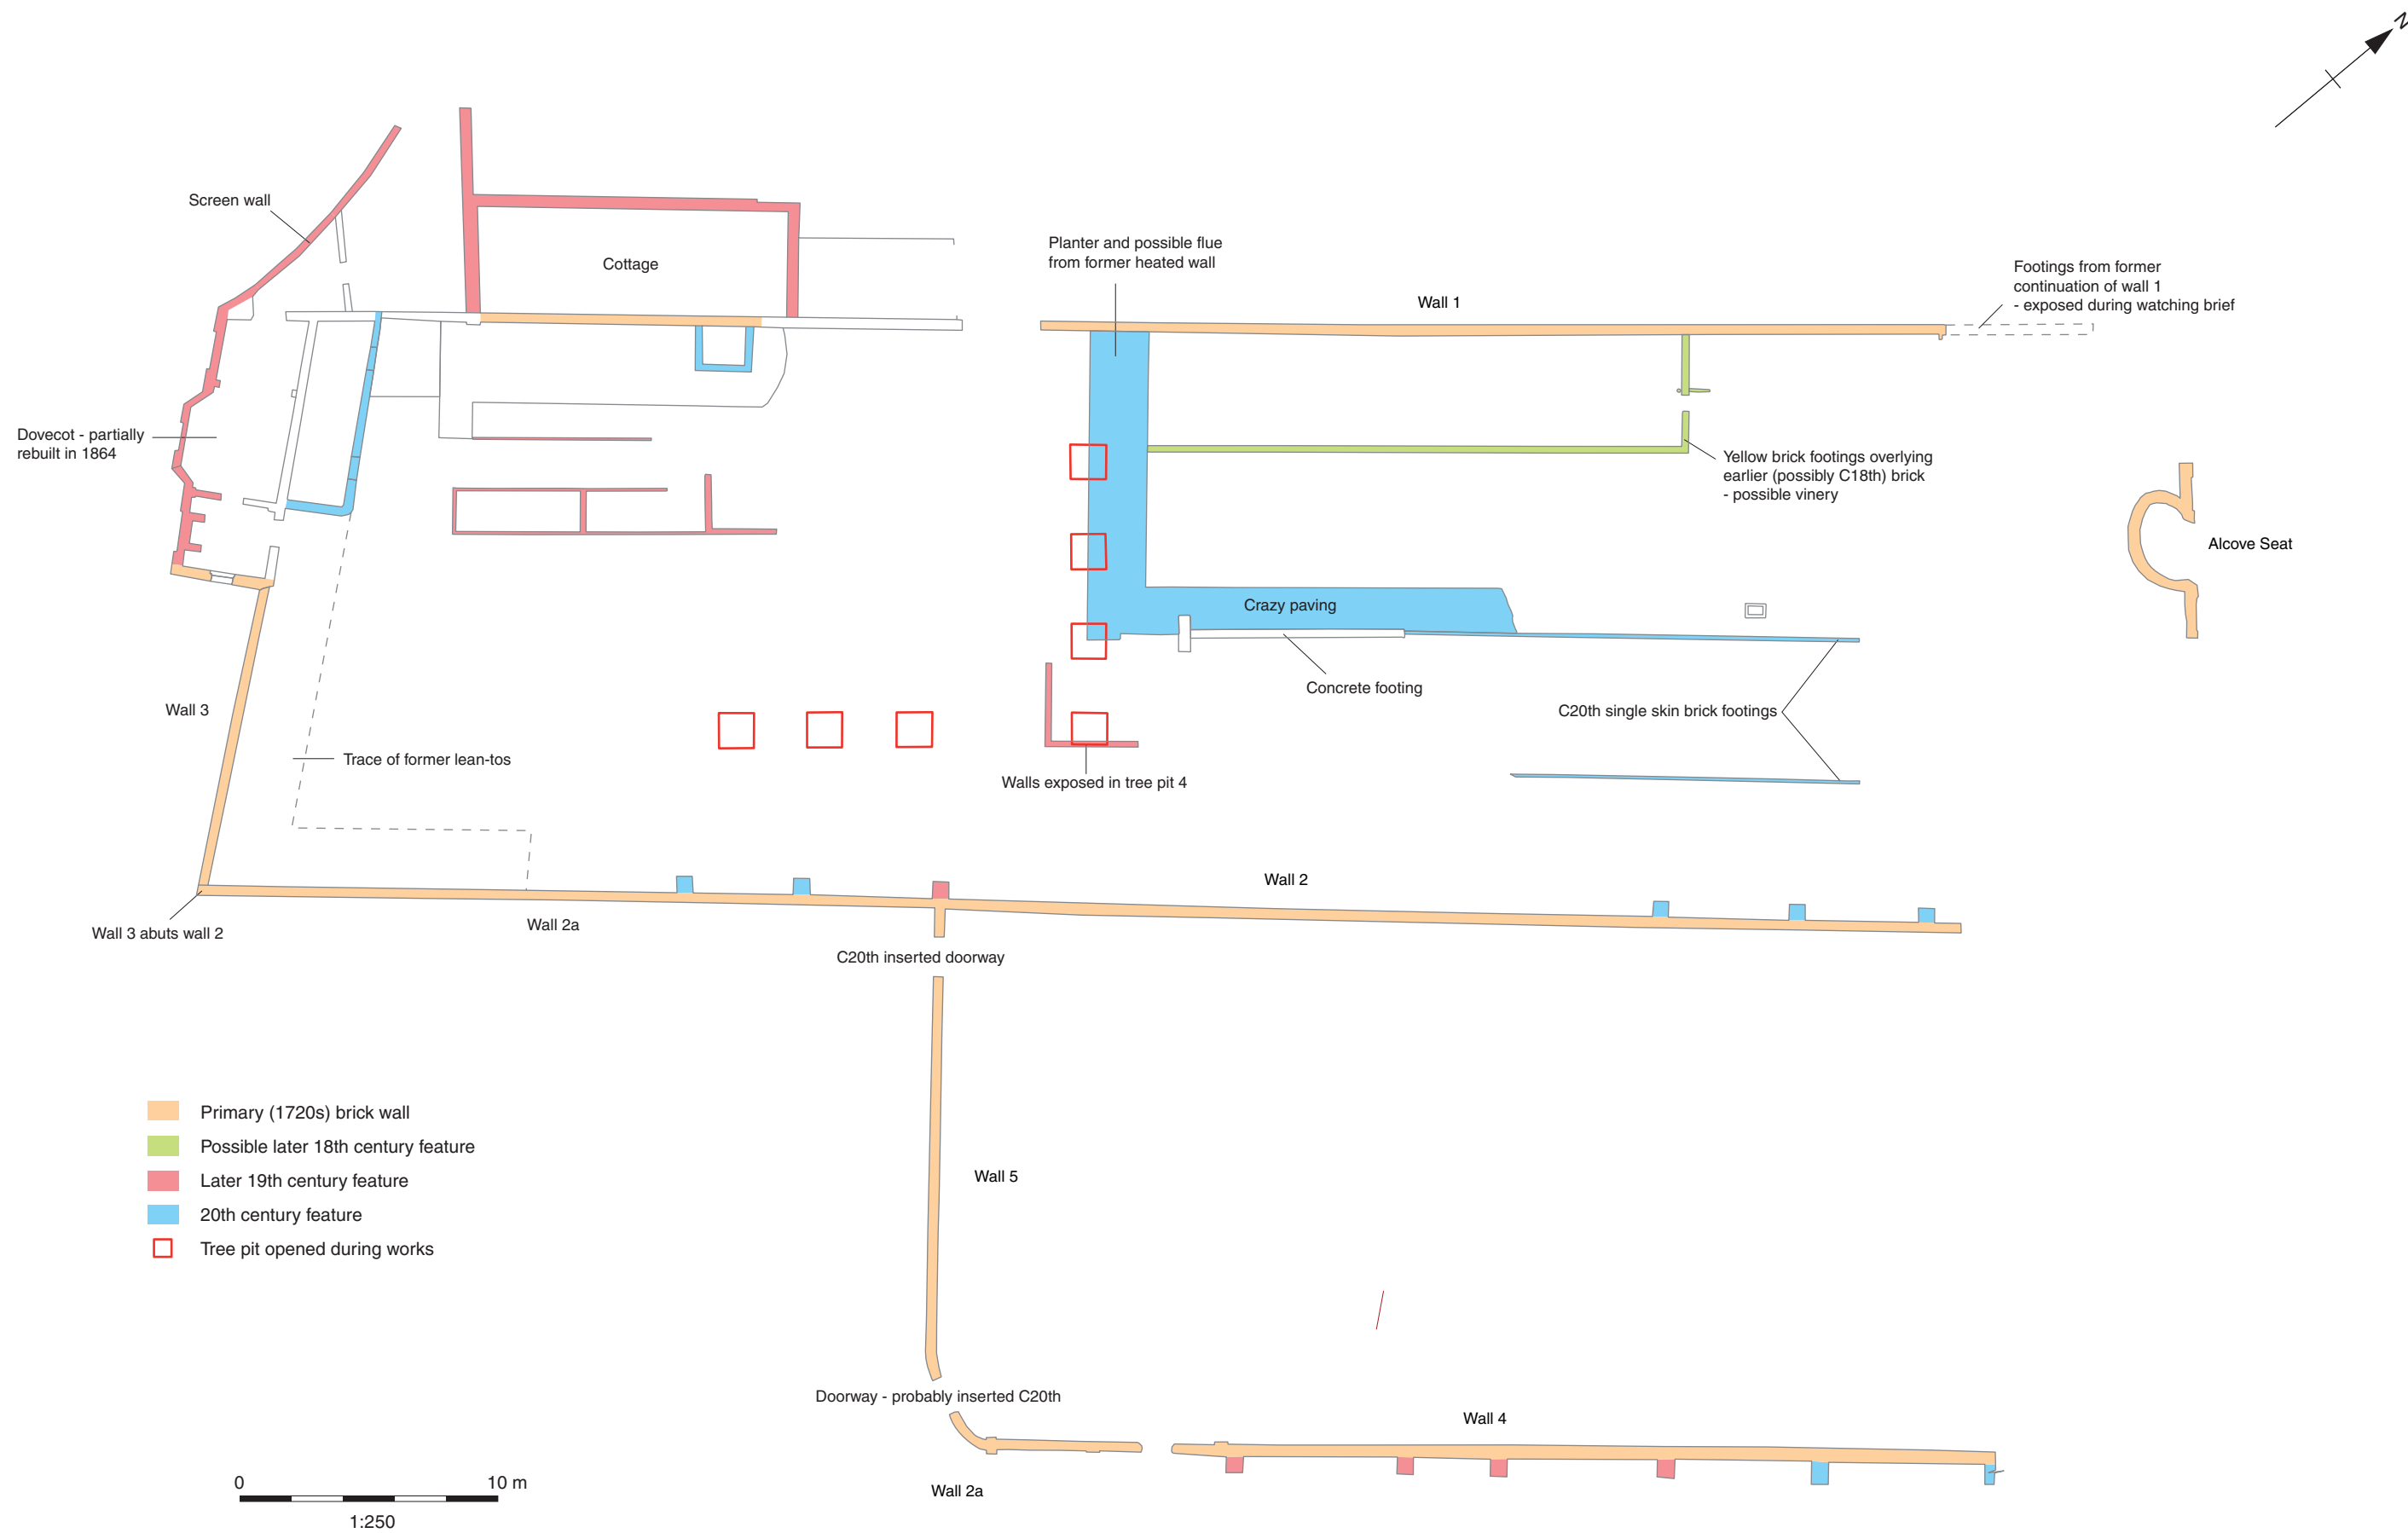 N
Screen wall
Cottage
Planter and possible flue
from former heated wall
Wall 1
Footings from former
continuation of wall 1
- exposed during watching brief
Dovecot - partially
rebuilt in 1864
Yellow brick footings overlying
earlier (possibly C18th) brick
- possible vinery
Alcove Seat
Crazy paving
Concrete footing
Wall 3
C20th single skin brick footings
Trace of former lean-tos
Walls exposed in tree pit 4
Wall 2
Wall 3 abuts wall 2
Wall 2a
C20th inserted doorway
Primary (1720s) brick wall
Possible later 18th century feature
Later 19th century feature
20th century feature
Tree pit opened during works
Wall 5
Doorway - probably inserted C20th
Wall 4
Wall 2a
0 10 m
1:250